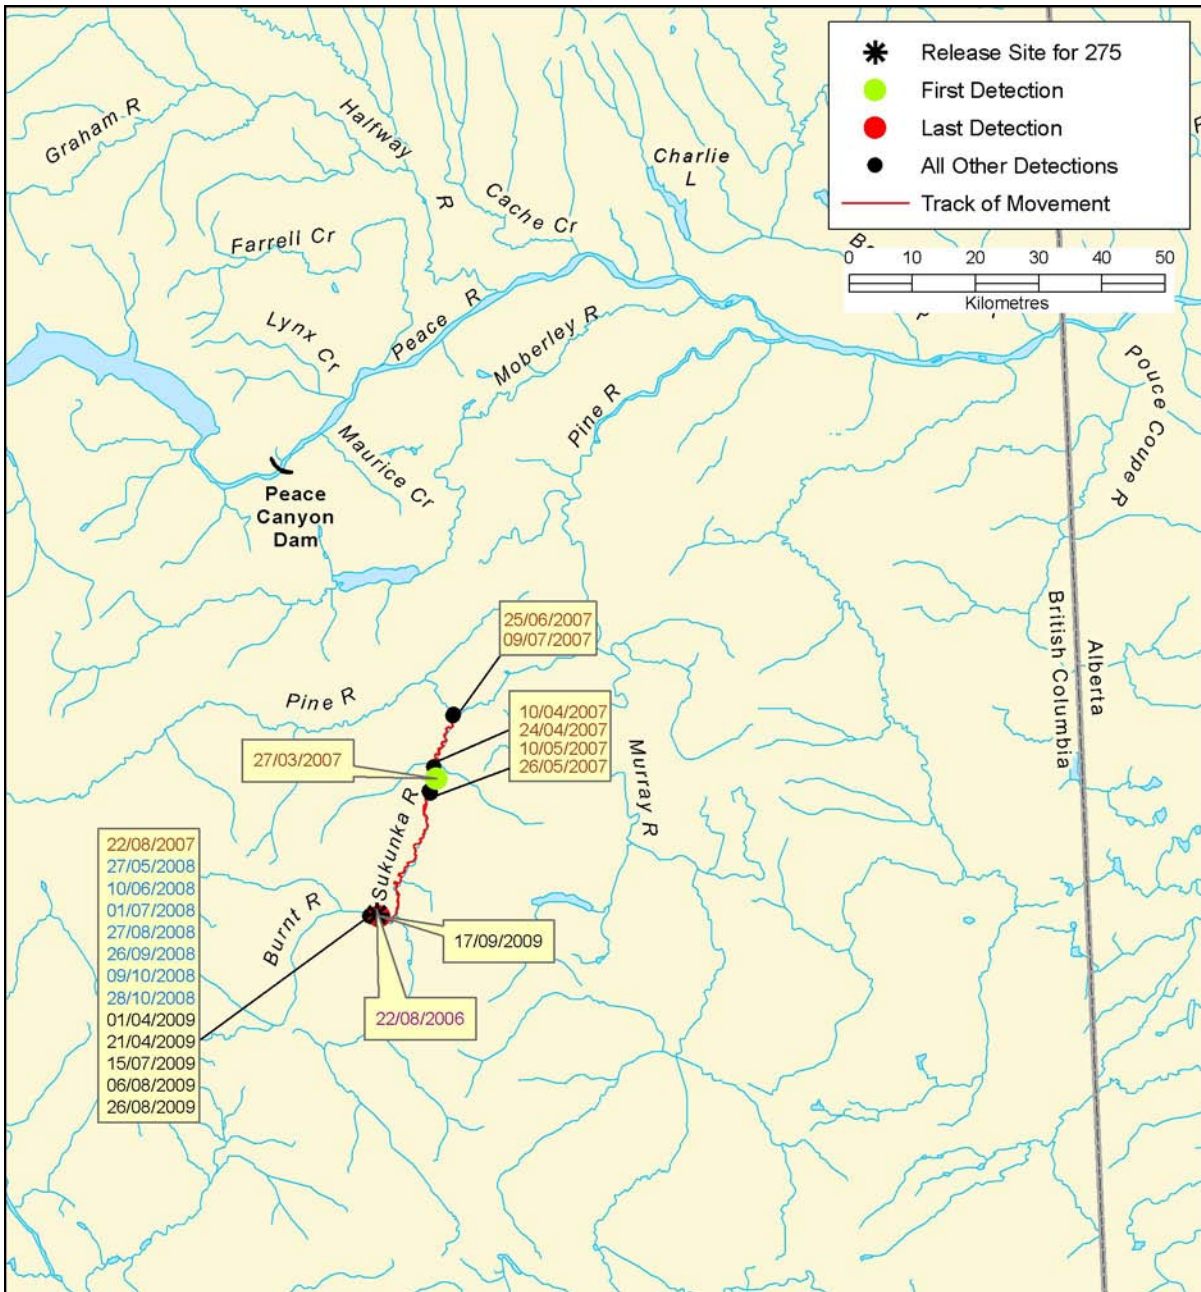 Release Site for 275
First Detection
Last Detection
All Other Detections
Track of Movement
0 10 20 30 40 50
Kilometres
Graham R
Halfway R
Charlie
L
Cache Cr
Farrell Cr
Lynx Cr
Peace R
Moberley R
Pine R
Maurice Cr
Pouce Coupe R
Peace
Canyon
Dam
British Columbia
Alberta
25/06/2007
09/07/2007
Pine R
10/04/2007
24/04/2007
10/05/2007
26/05/2007
27/03/2007
Murray R
Sukunka R
Burnt R
22/08/2007
27/05/2008
10/06/2008
01/07/2008
27/08/2008
26/09/2008
09/10/2008
28/10/2008
01/04/2009
21/04/2009
15/07/2009
06/08/2009
26/08/2009
17/09/2009
22/08/2006